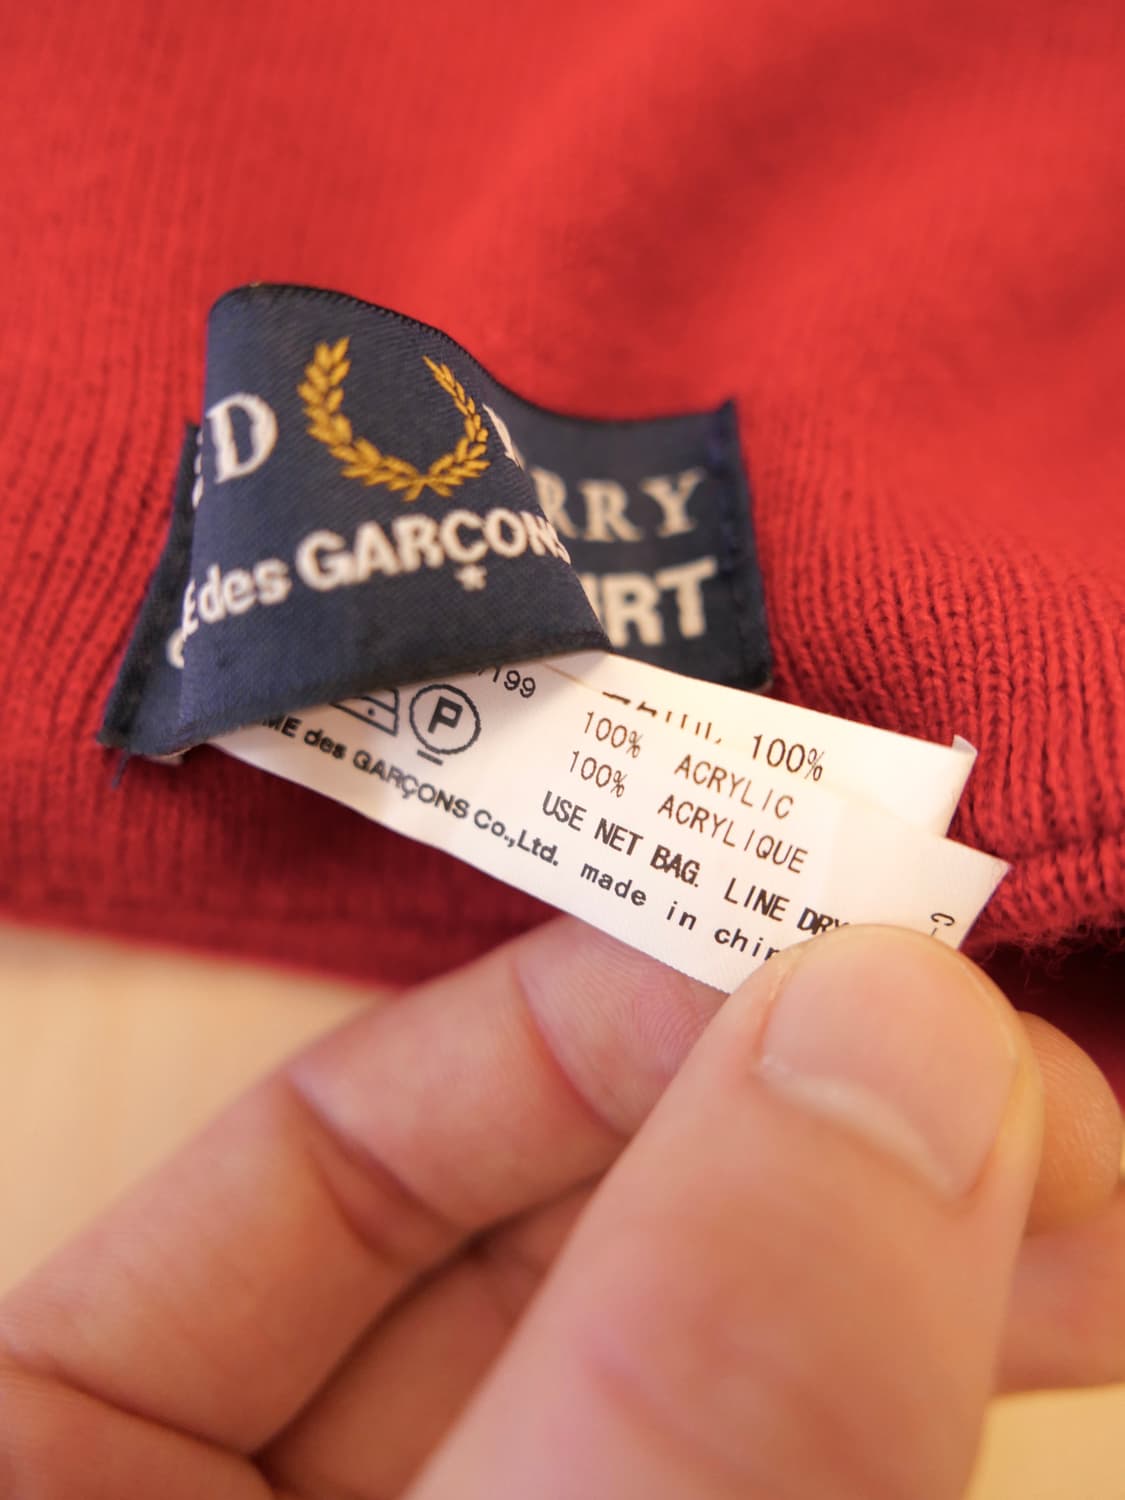 D RRY
E des GARÇONS
★ IRT
199
P
100%
100% ACRYLIC
100% ACRYLIQUE
USE NET BAG. LINE DRY
ME des GARÇONS Co.,Ltd. made in chin